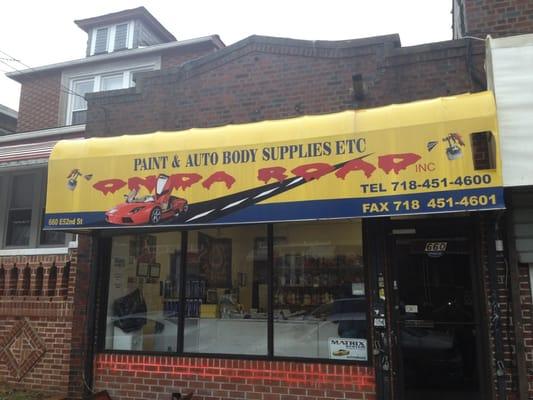 PAINT & AUTO BODY SUPPLIES ETC
ONDA ROAD INC
TEL 718-451-4600
660 E52nd St
FAX 718 451-4601
660
MATRIX